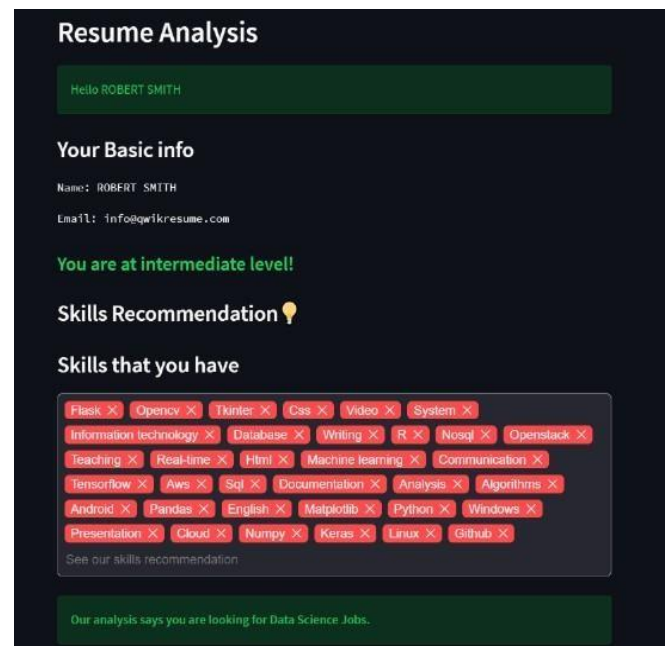 Resume Analysis
Hello ROBERT SMITH
Your Basic info
Name: ROBERT SMITH
Email: info@qwikresume.com
You are at intermediate level!
Skills Recommendation💡
Skills that you have
Flask × Opencv × Tkinter × Css × Video × System ×
Information technology × Database × Writing × R × Nosql × Openstack ×
Teaching × Real-time × Html × Machine learning × Communication ×
Tensorflow × Aws × Sql × Documentation × Analysis × Algorithms ×
Android × Pandas × English × Matplotlib × Python × Windows ×
Presentation × Cloud × Numpy × Keras × Linux × Github ×
See our skills recommendation
Our analysis says you are looking for Data Science Jobs.